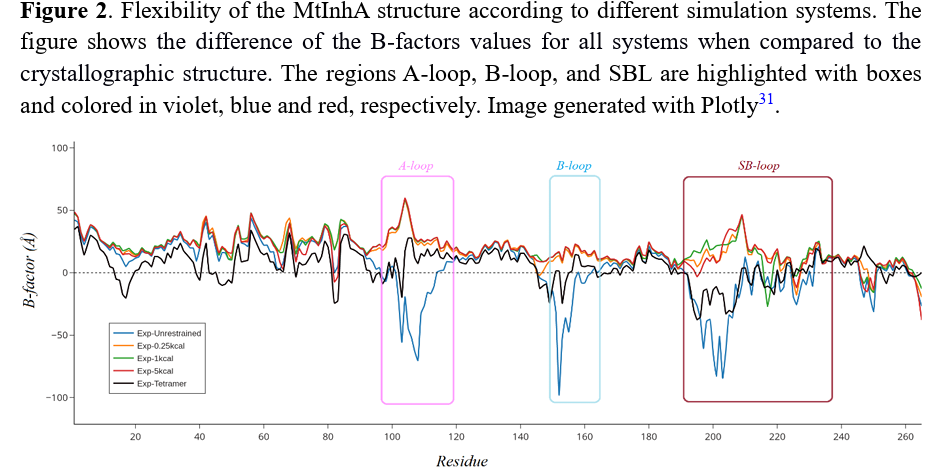 Figure 2. Flexibility of the MtInhA structure according to different simulation systems. The
figure shows the difference of the B-factors values for all systems when compared to the
crystallographic structure. The regions A-loop, B-loop, and SBL are highlighted with boxes
and colored in violet, blue and red, respectively. Image generated with Plotly31.
A-loop
B-loop
SB-loop
100
50
0
−50
−100
B-factor (Å)
Exp-Unrestrained
Exp-0.25kcal
Exp-1kcal
Exp-5kcal
Exp-Tetramer
20 40 60 80 100 120 140 160 180 200 220 240 260
Residue